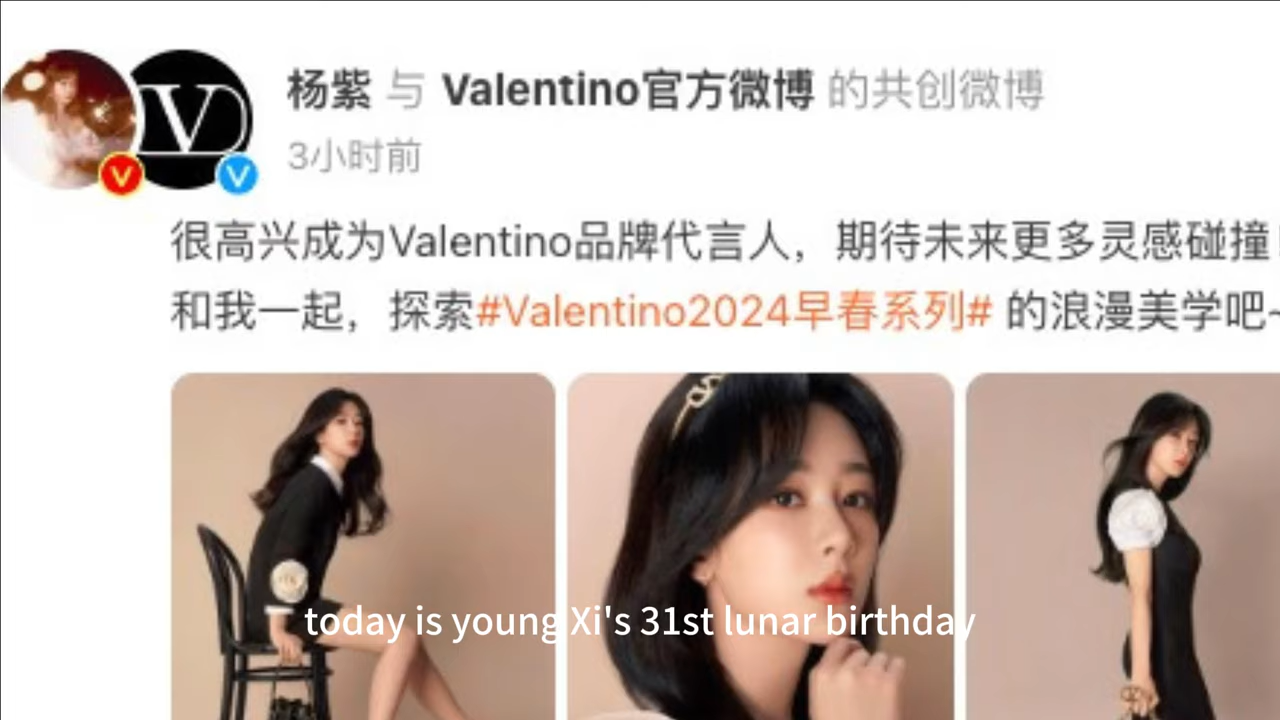 杨紫 与 Valentino官方微博 的共创微博
3小时前
很高兴成为Valentino品牌代言人，期待未来更多灵感碰撞！
和我一起，探索#Valentino2024早春系列# 的浪漫美学吧~
today is young Xi's 31st lunar birthday